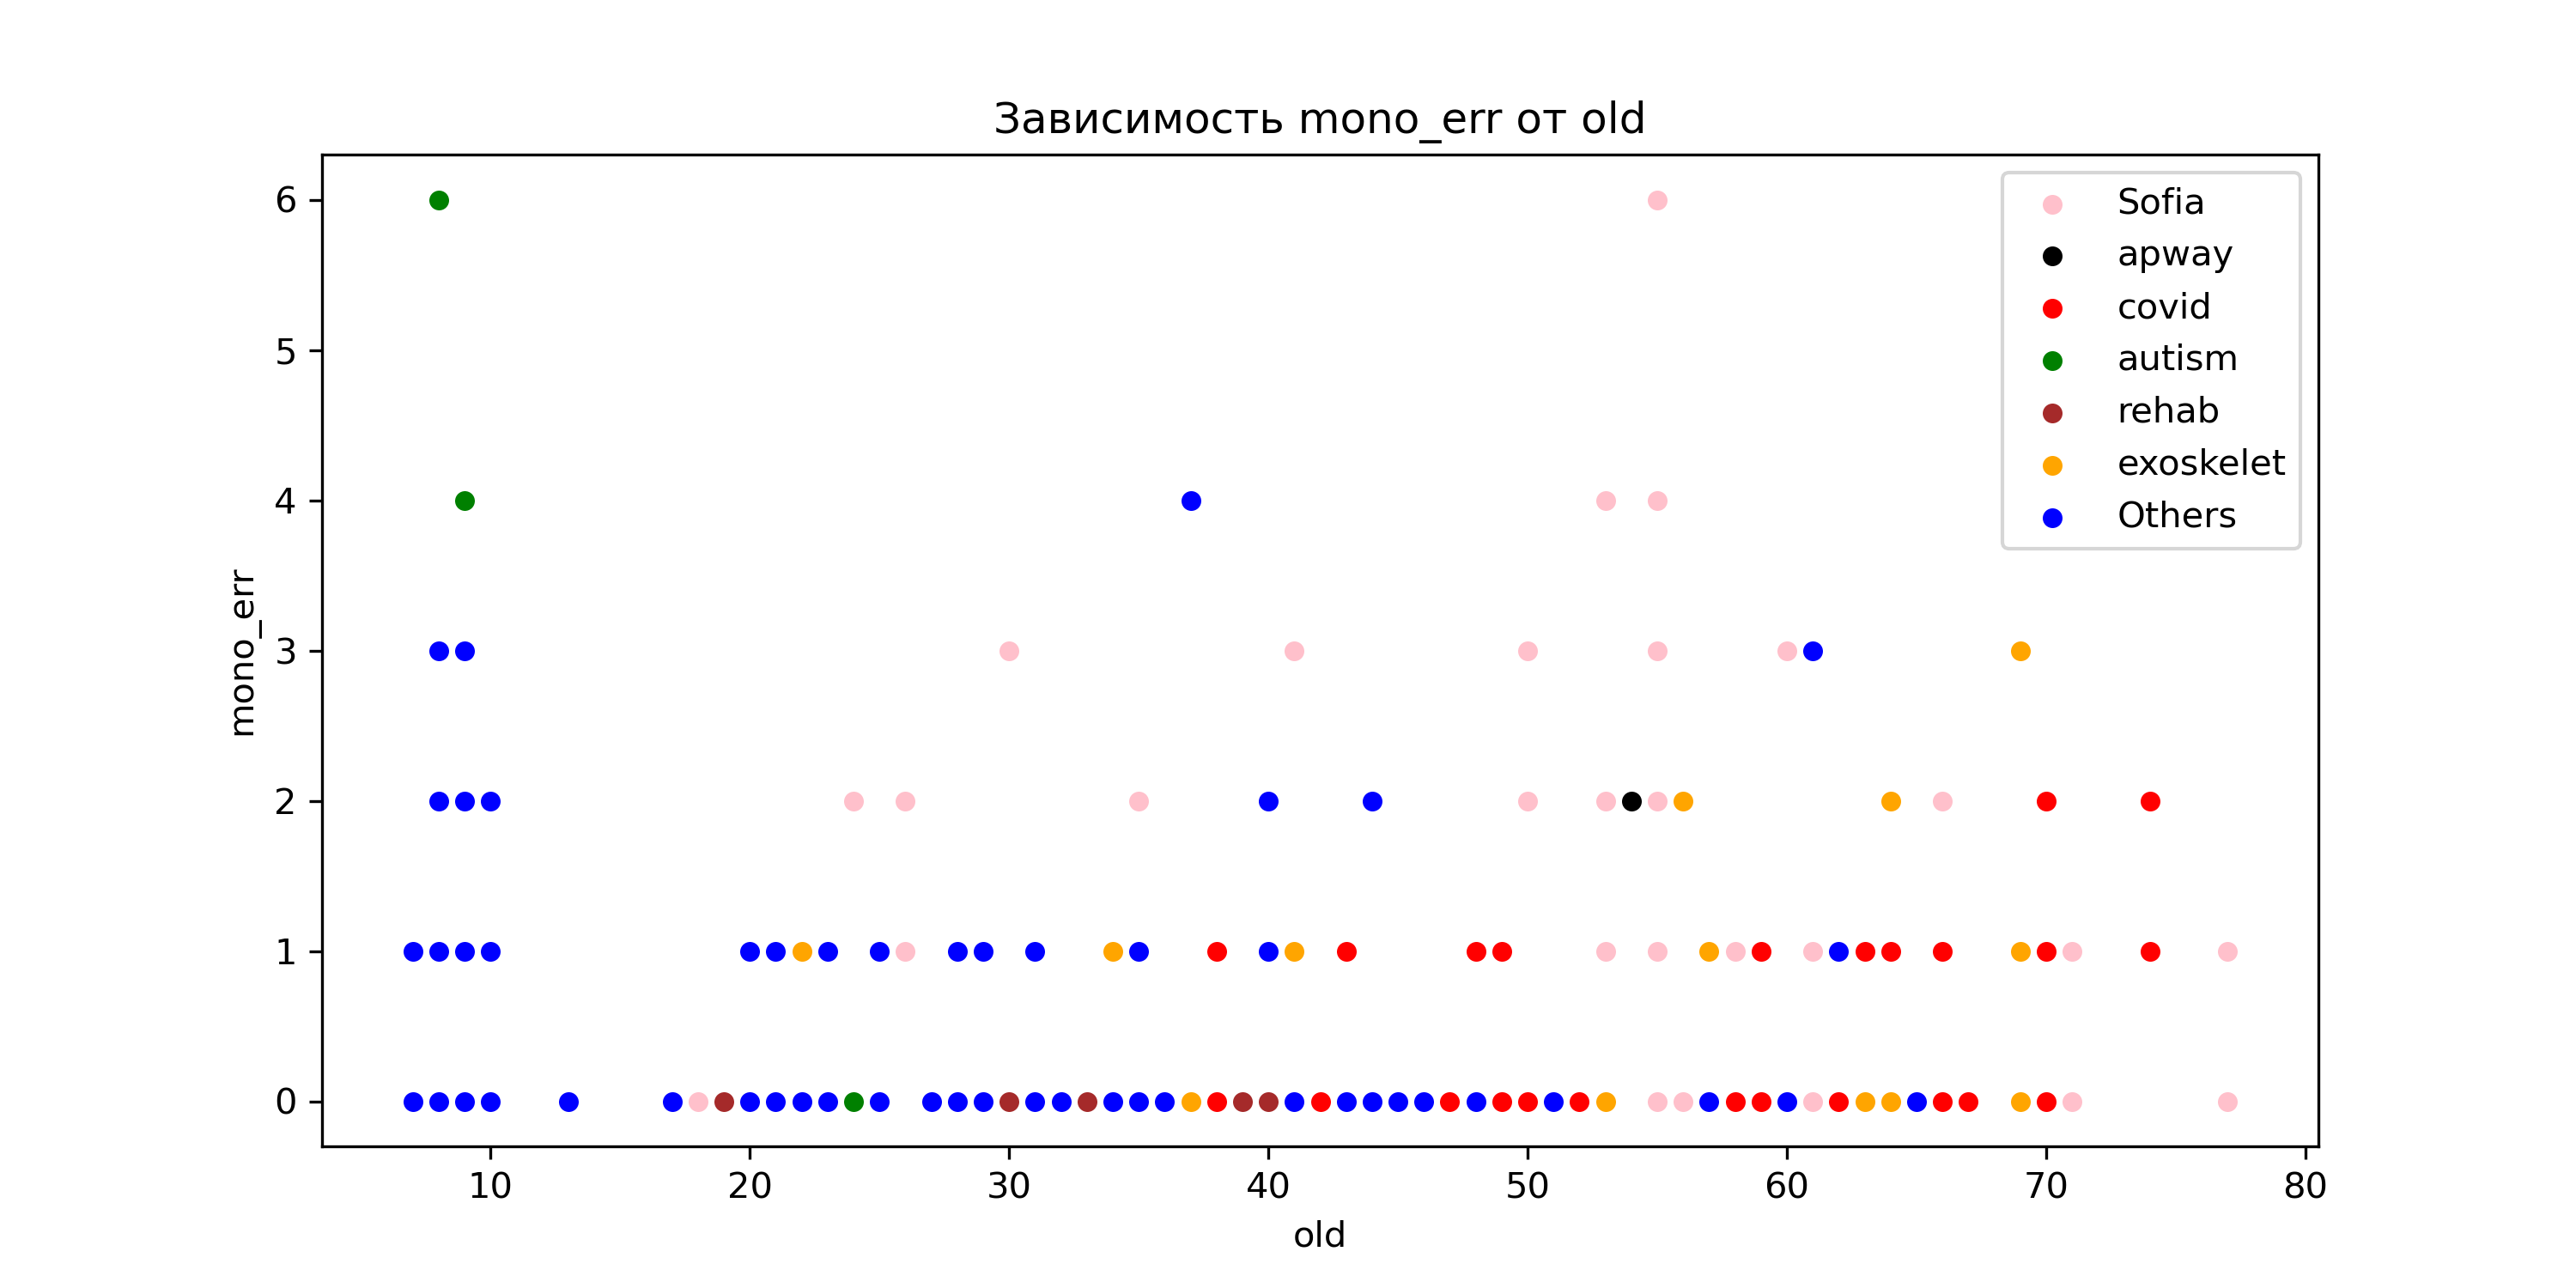 Зависимость mono_err от old
mono_err
6
5
4
3
2
1
0
10 20 30 40 50 60 70 80
old
Sofia
apway
covid
autism
rehab
exoskelet
Others